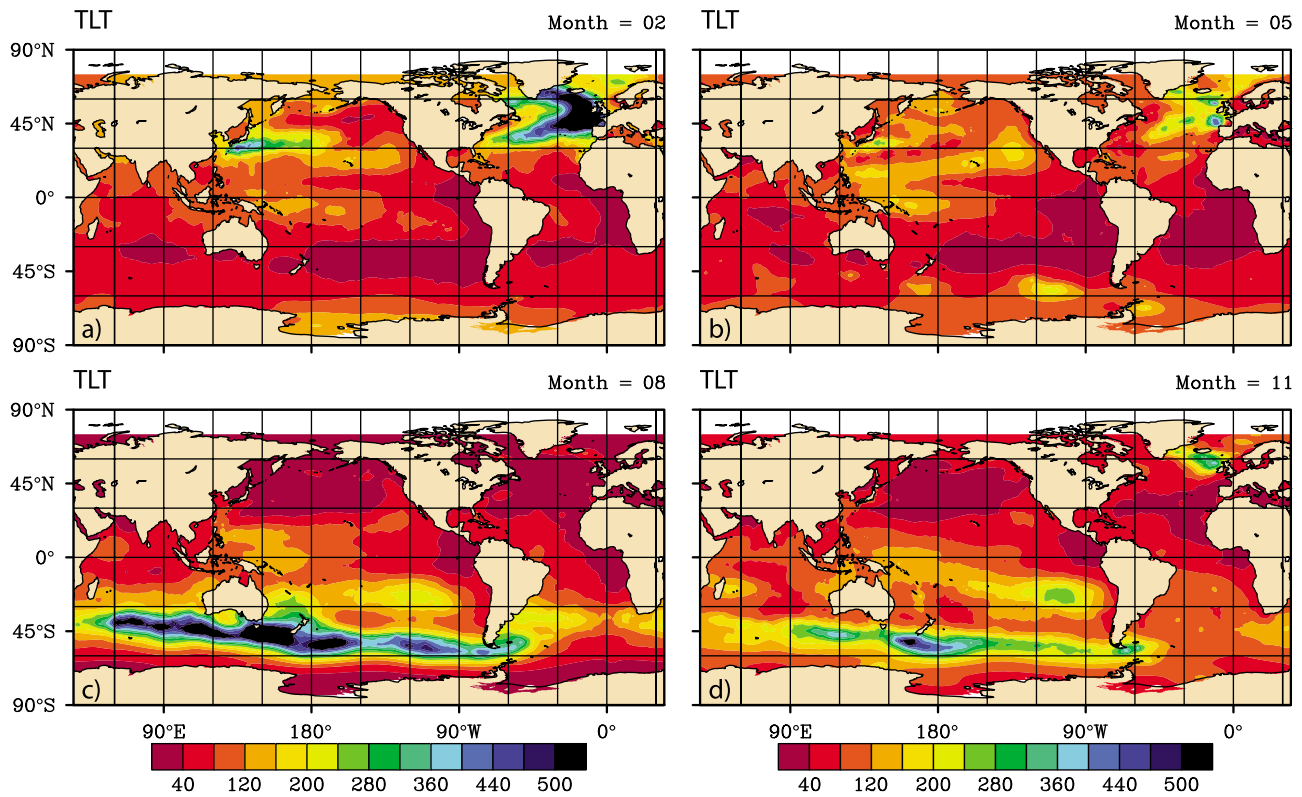 TLT Month = 02
TLT Month = 05
90°N
45°N
0°
45°S
90°S
a)
b)
TLT Month = 08
TLT Month = 11
90°N
45°N
0°
45°S
90°S
c)
d)
90°E 180° 90°W 0°
90°E 180° 90°W 0°
40 120 200 280 360 440 500
40 120 200 280 360 440 500